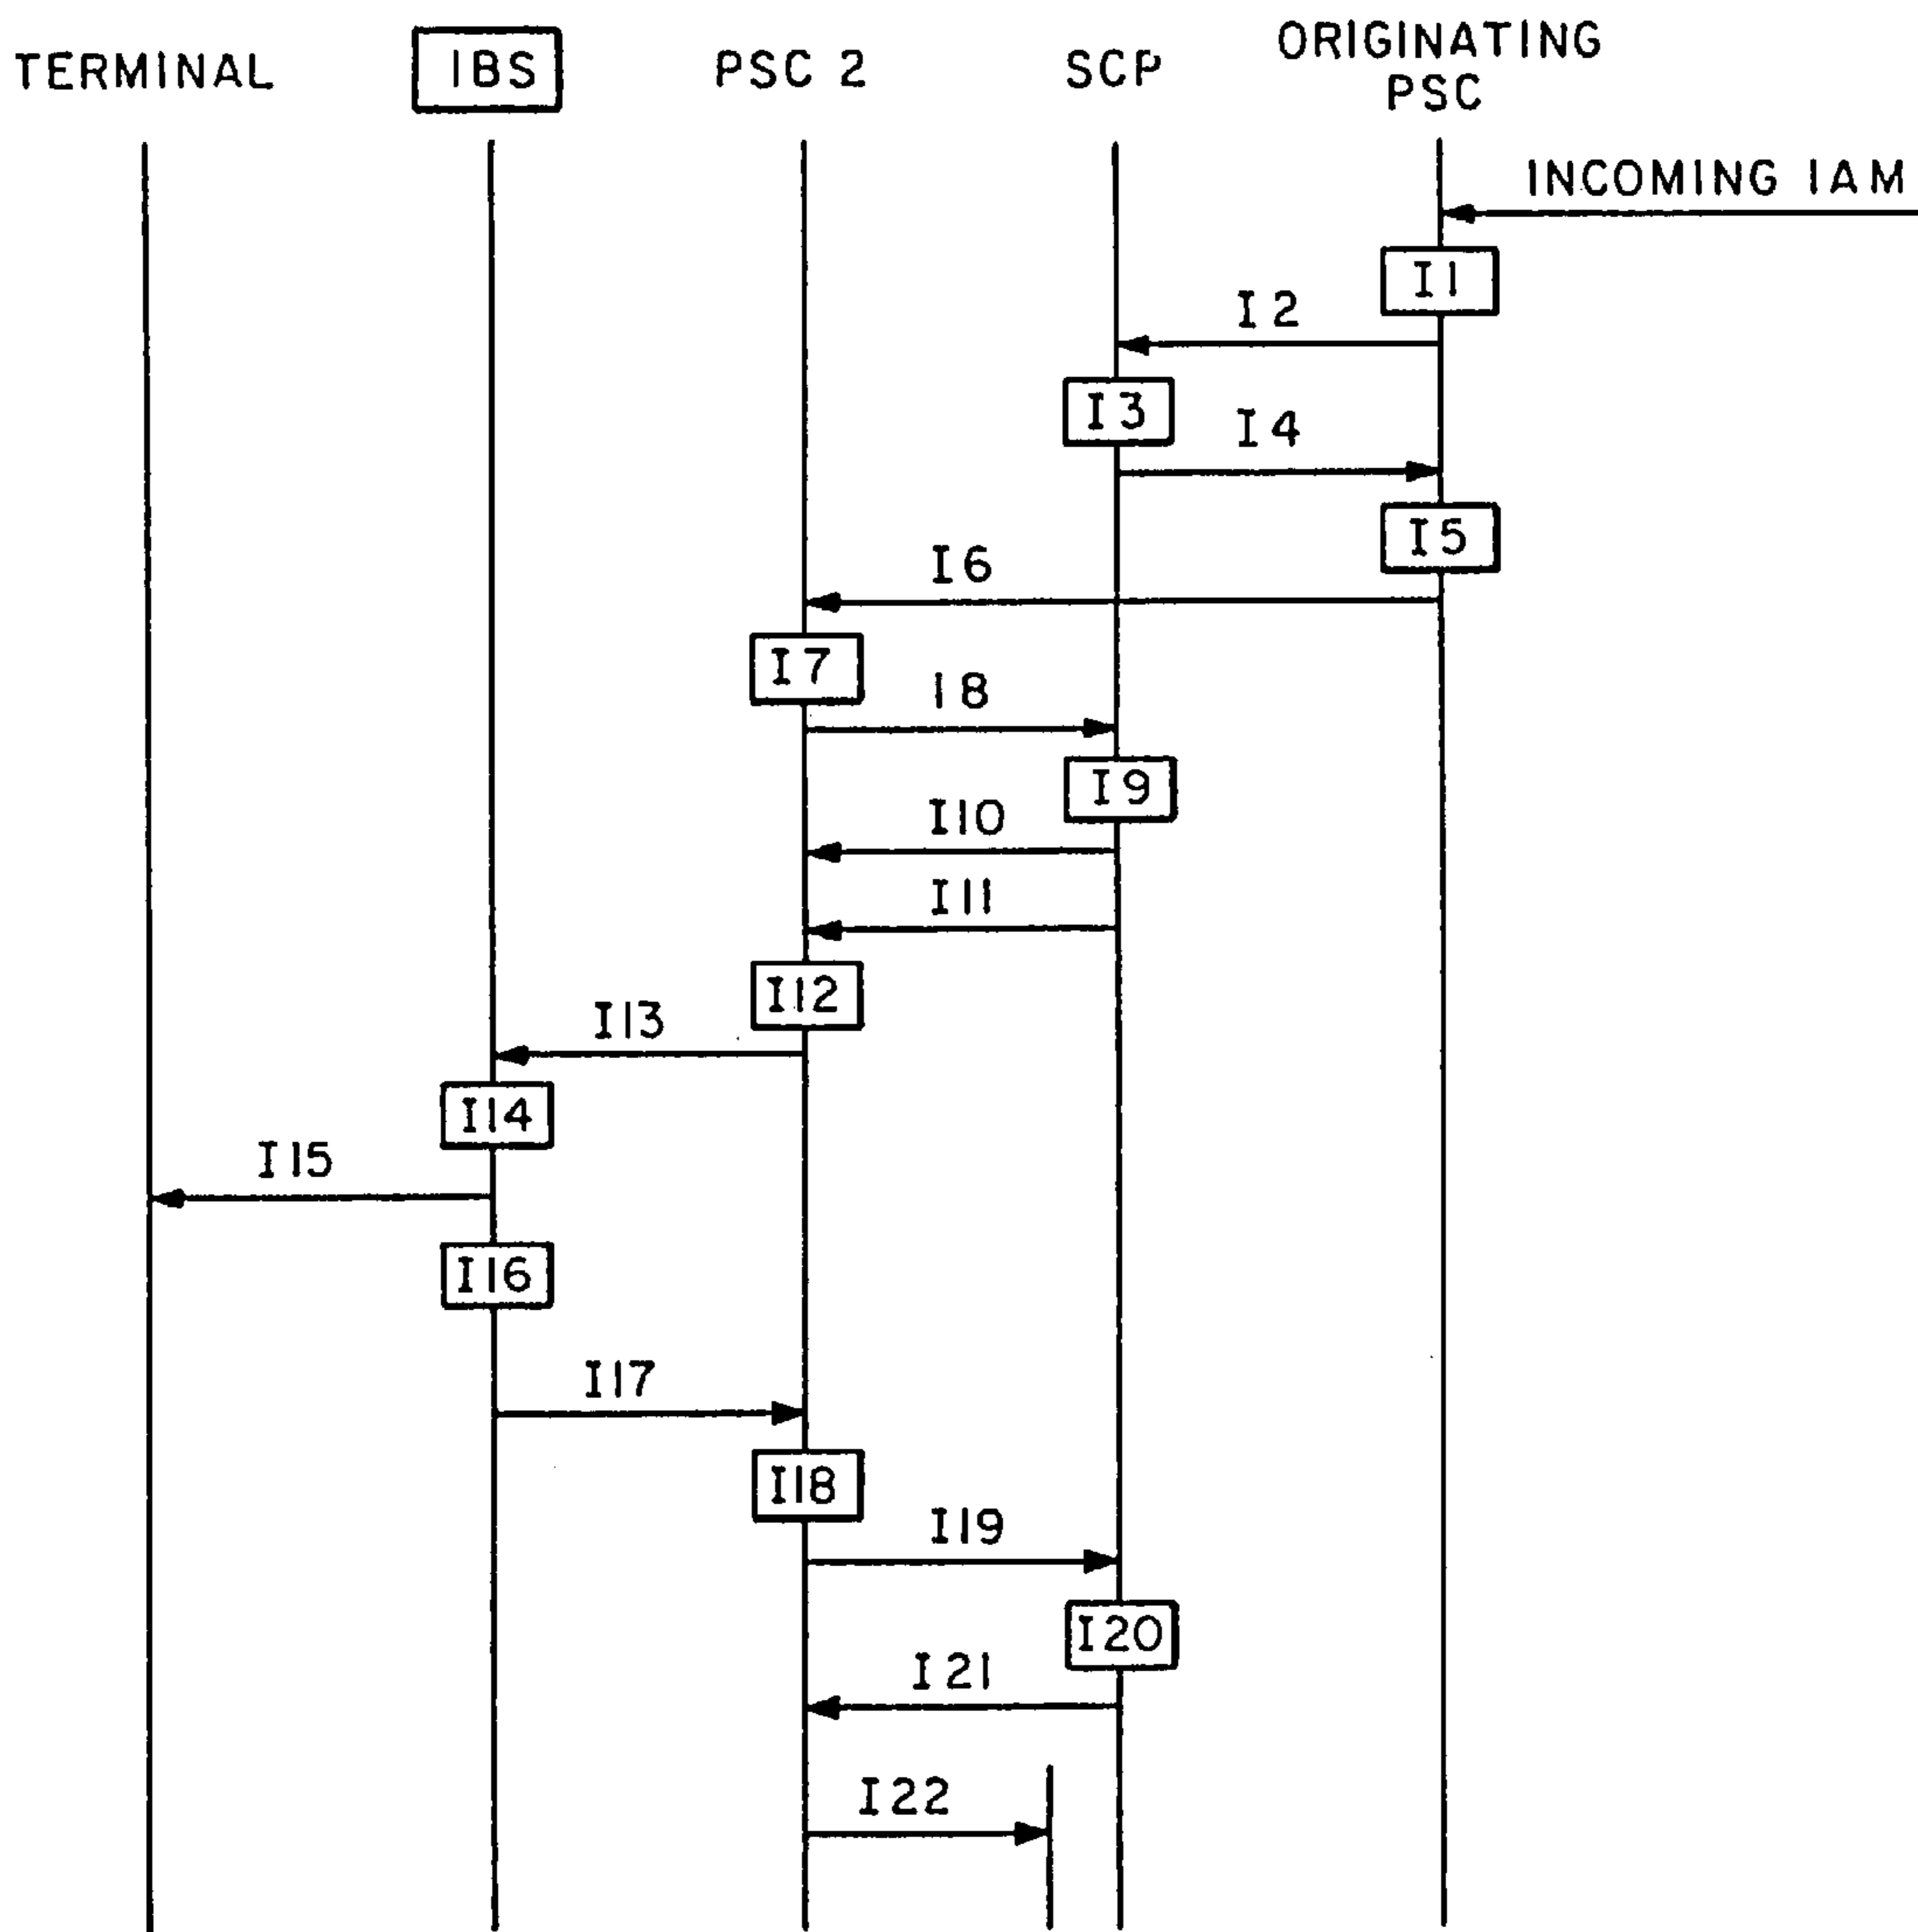 TERMINAL
IBS
PSC 2
SCP
ORIGINATING
PSC
INCOMING IAM
I1
I2
I3
I4
I5
I6
I7
I8
I9
I10
I11
I12
I13
I14
I15
I16
I17
I18
I19
I20
I21
I22